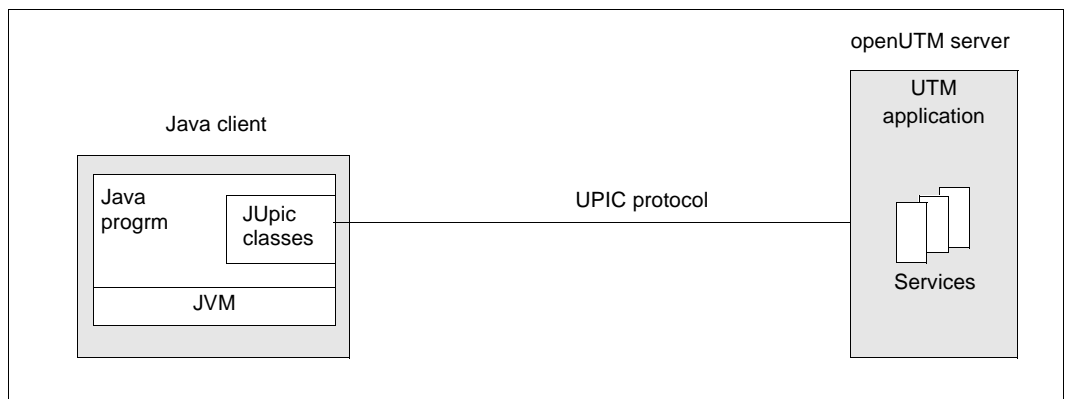 openUTM server
UTM
application
Java client
Java
progrm
JUpic
classes
UPIC protocol
Services
JVM